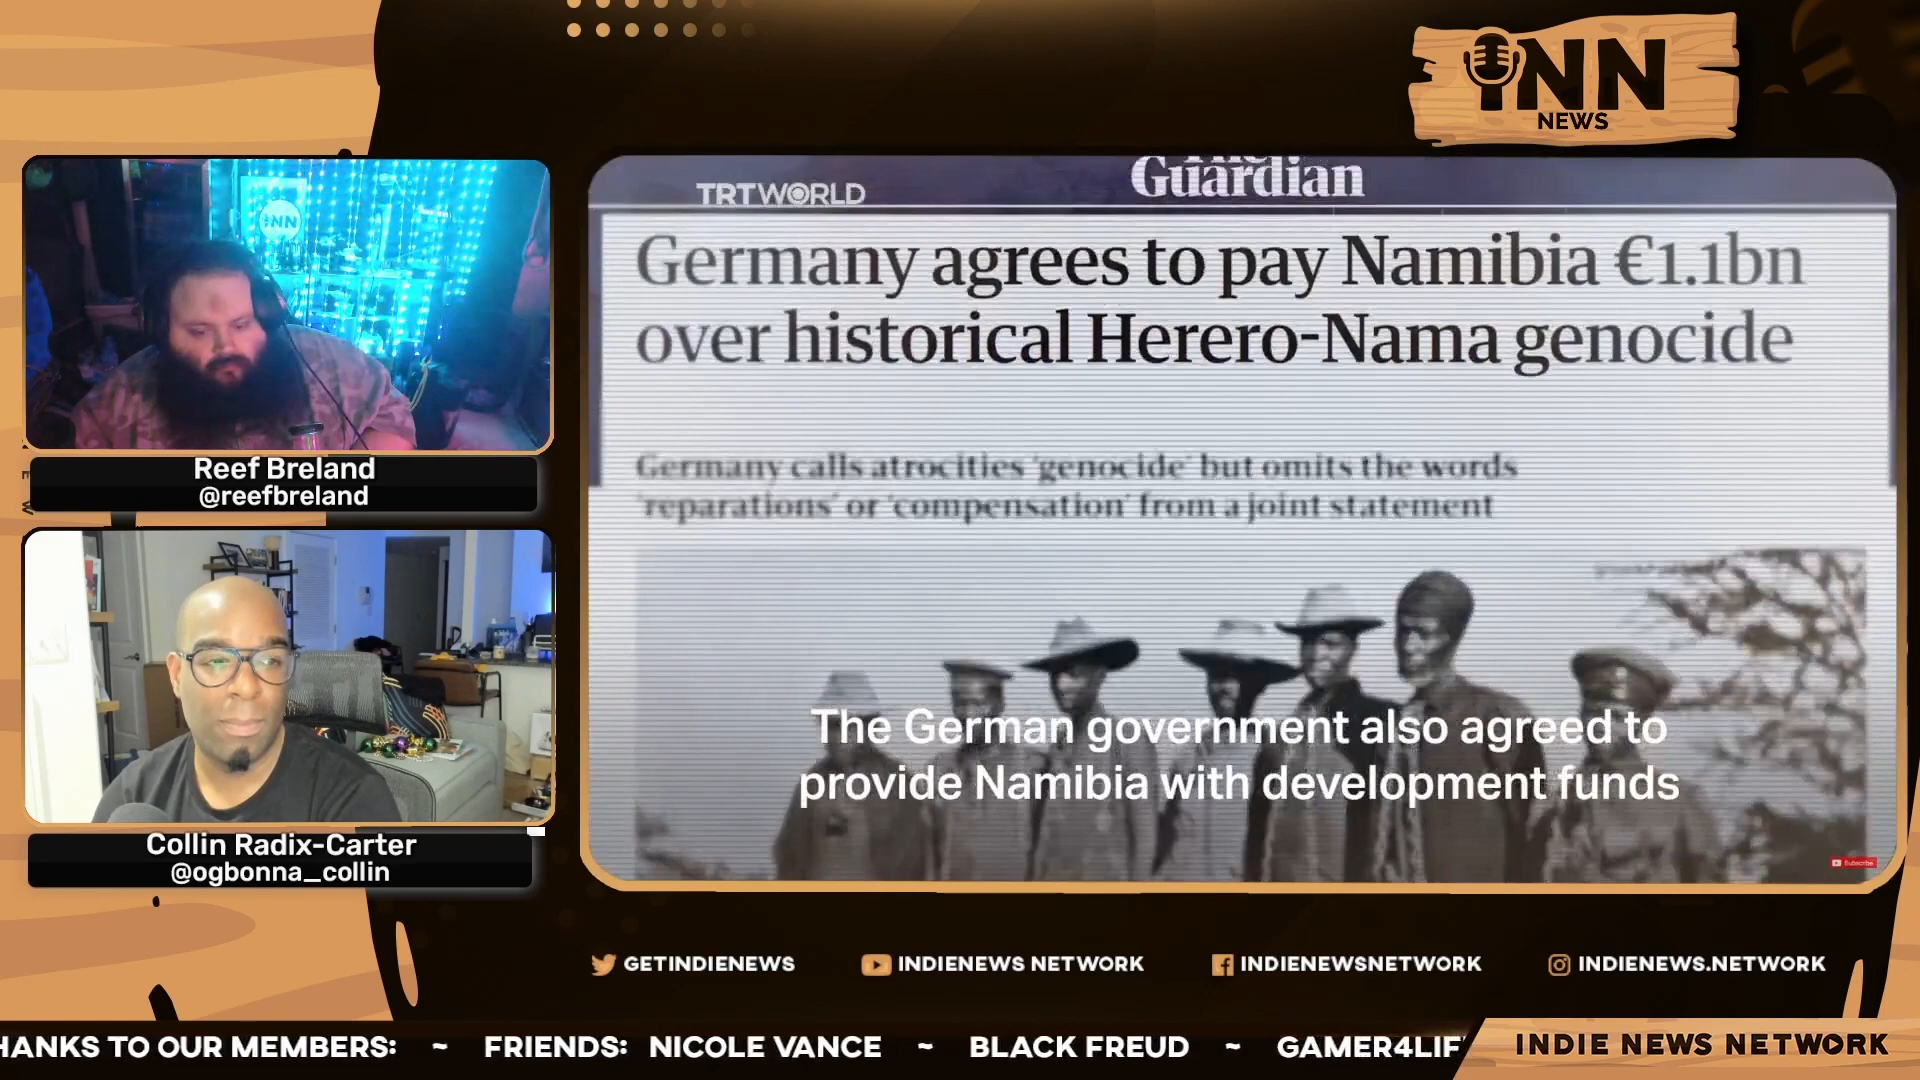 iNN
NEWS
iNN
TRTWORLD
The
Guardian
Germany agrees to pay Namibia €1.1bn
over historical Herero-Nama genocide
Germany calls atrocities 'genocide' but omits the words
'reparations' or 'compensation' from a joint statement
The German government also agreed to
provide Namibia with development funds
Subscribe
Reef Breland
@reefbreland
Collin Radix-Carter
@ogbonna_collin
GETINDIENEWS
INDIENEWS NETWORK
INDIENEWSNETWORK
INDIENEWS.NETWORK
HANKS TO OUR MEMBERS: ~ FRIENDS: NICOLE VANCE ~ BLACK FREUD ~ GAMER4LIF
INDIE NEWS NETWORK